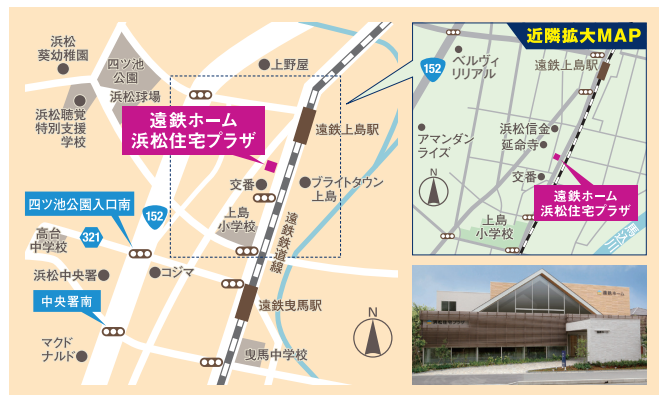 浜松
葵幼稚園
四ツ池
公園
上野屋
浜松球場
浜松聴覚
特別支援
学校
遠鉄ホーム
浜松住宅プラザ
遠鉄上島駅
交番
ブライトタウン
上島
四ツ池公園入口南
152
上島
小学校
遠鉄鉄道線
高台
中学校
321
浜松中央署
コジマ
中央署南
遠鉄曳馬駅
マクド
ナルド
曳馬中学校
N
近隣拡大MAP
152
ベルヴィ
リリアル
遠鉄上島駅
アマンダン
ライズ
浜松信金
延命寺
N
交番
遠鉄ホーム
浜松住宅プラザ
上島
小学校
遠鉄ホーム